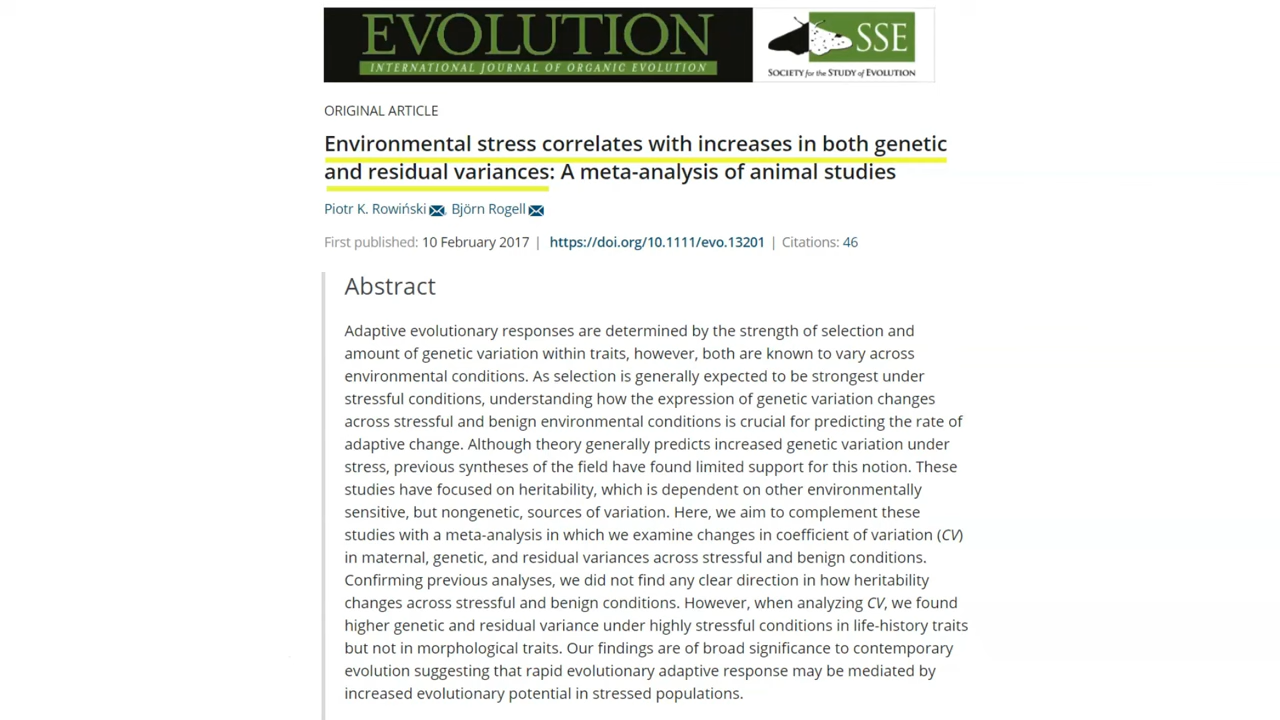 EVOLUTION
INTERNATIONAL JOURNAL OF ORGANIC EVOLUTION
SSE
SOCIETY for the STUDY of EVOLUTION
ORIGINAL ARTICLE
Environmental stress correlates with increases in both genetic
and residual variances: A meta-analysis of animal studies
Piotr K. Rowiński, Björn Rogell
First published: 10 February 2017 | https://doi.org/10.1111/evo.13201 | Citations: 46
Abstract
Adaptive evolutionary responses are determined by the strength of selection and
amount of genetic variation within traits, however, both are known to vary across
environmental conditions. As selection is generally expected to be strongest under
stressful conditions, understanding how the expression of genetic variation changes
across stressful and benign environmental conditions is crucial for predicting the rate of
adaptive change. Although theory generally predicts increased genetic variation under
stress, previous syntheses of the field have found limited support for this notion. These
studies have focused on heritability, which is dependent on other environmentally
sensitive, but nongenetic, sources of variation. Here, we aim to complement these
studies with a meta-analysis in which we examine changes in coefficient of variation (CV)
in maternal, genetic, and residual variances across stressful and benign conditions.
Confirming previous analyses, we did not find any clear direction in how heritability
changes across stressful and benign conditions. However, when analyzing CV, we found
higher genetic and residual variance under highly stressful conditions in life-history traits
but not in morphological traits. Our findings are of broad significance to contemporary
evolution suggesting that rapid evolutionary adaptive response may be mediated by
increased evolutionary potential in stressed populations.